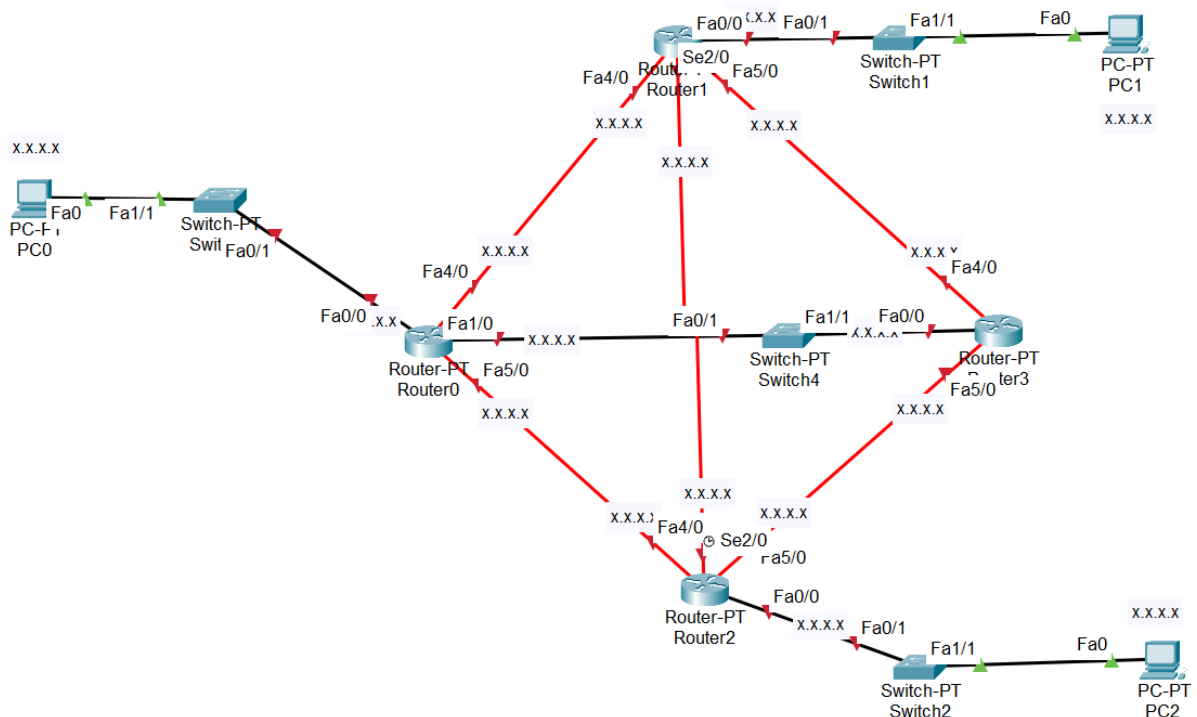 Fa0/0
.x.x
Fa0/1
Fa1/1
Fa0
Se2/0
Router1
Fa4/0
Fa5/0
Switch-PT
Switch1
PC-PT
PC1
x.x.x.x
x.x.x.x
x.x.x.x
x.x.x.x
x.x.x.x
Fa0
Fa1/1
PC0
Switch-PT
Fa0/1
x.x.x.x
Fa4/0
x.x.x
Fa4/0
Fa0/0
.x.x
Fa1/0
x.x.x.x
Fa0/1
Fa1/1
Fa0/0
x.x.x.x
Router-PT
Router0
Switch-PT
Switch4
Router-PT
Fa5/0
Fa5/0
x.x.x.x
x.x.x.x
x.x.x.x
x.x.x
x.x.x.x
Fa4/0
Se2/0
Fa5/0
Router-PT
Router2
Fa0/0
x.x.x.x
Fa0/1
x.x.x.x
Fa1/1
Fa0
Switch-PT
Switch2
PC-PT
PC2